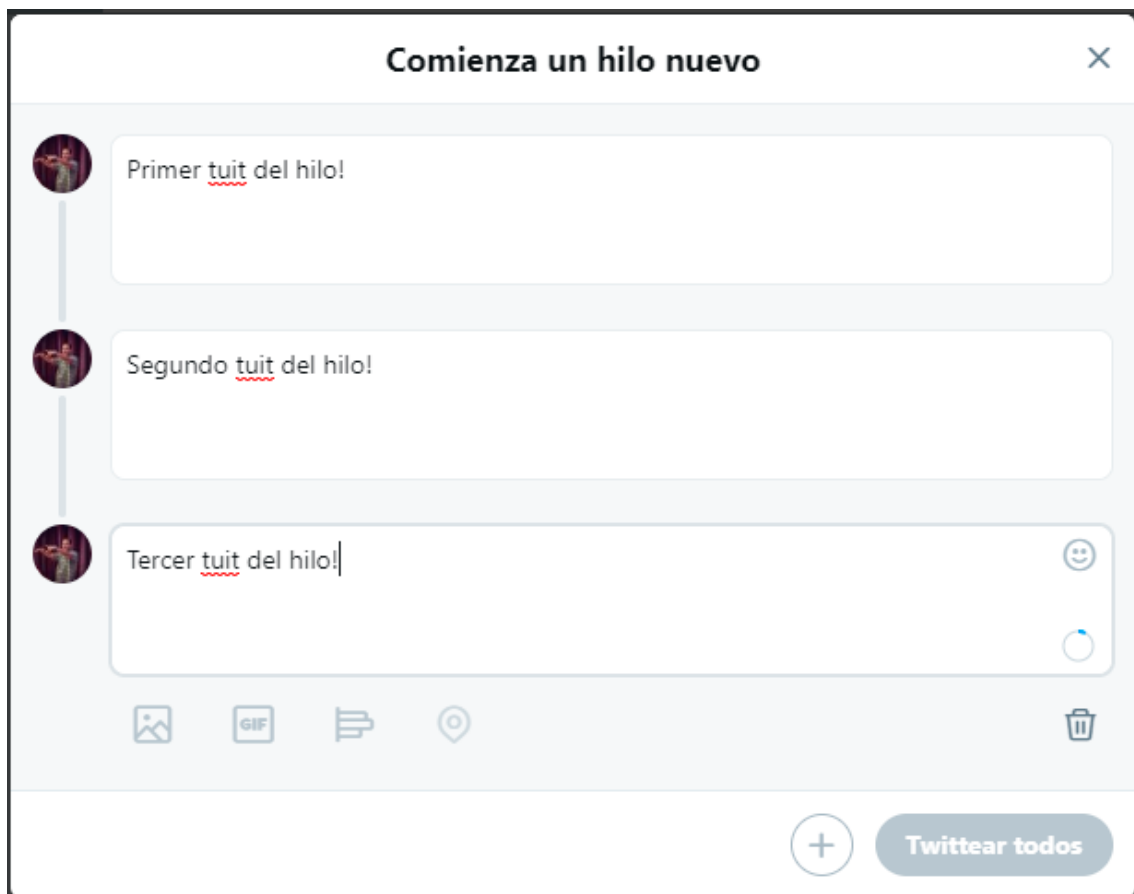 Comienza un hilo nuevo
Primer tuit del hilo!
Segundo tuit del hilo!
Tercer tuit del hilo!
GIF
Twittear todos